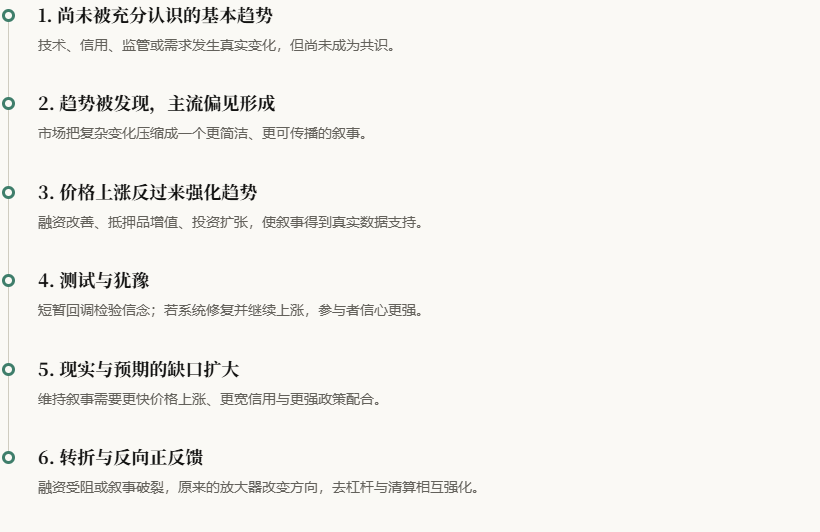 1. 尚未被充分认识的基本趋势
技术、信用、监管或需求发生真实变化，但尚未成为共识。
2. 趋势被发现，主流偏见形成
市场把复杂变化压缩成一个更简洁、更可传播的叙事。
3. 价格上涨反过来强化趋势
融资改善、抵押品增值、投资扩张，使叙事得到真实数据支持。
4. 测试与犹豫
短暂回调检验信念；若系统修复并继续上涨，参与者信心更强。
5. 现实与预期的缺口扩大
维持叙事需要更快价格上涨、更宽信用与更强政策配合。
6. 转折与反向正反馈
融资受阻或叙事破裂，原来的放大器改变方向，去杠杆与清算相互强化。